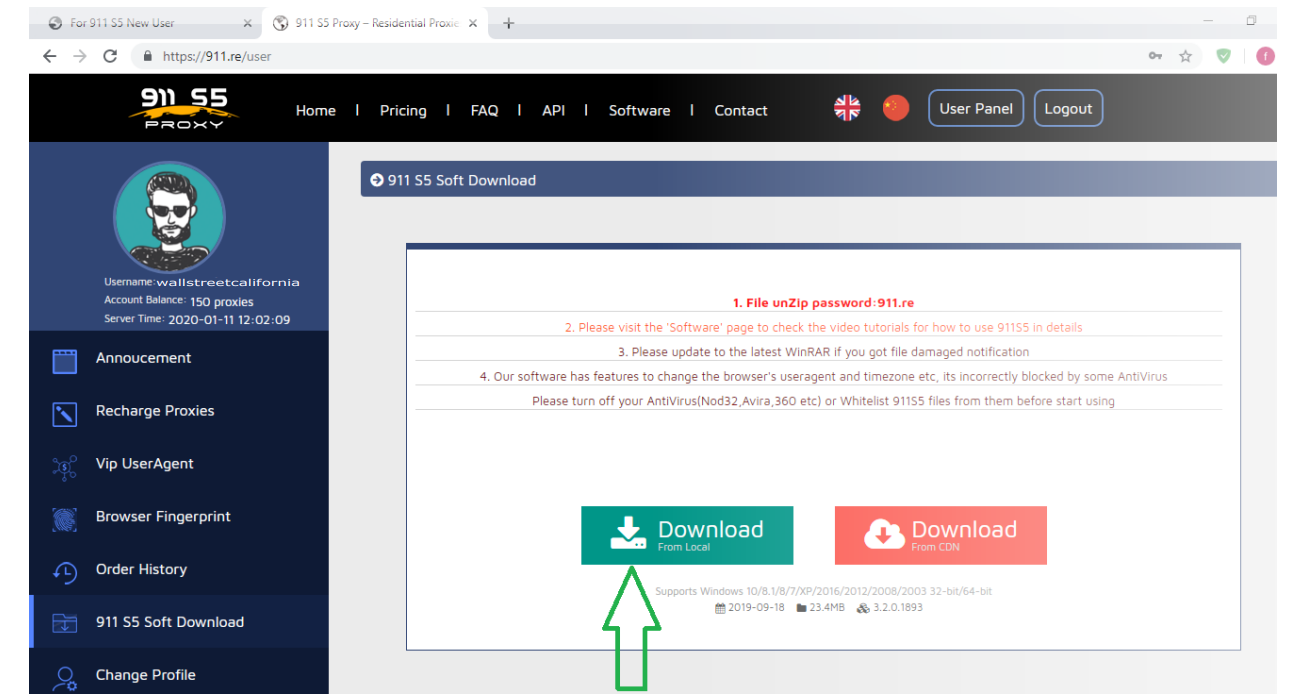 For 911 S5 New User
911 S5 Proxy – Residential Proxie
https://911.re/user
911 S5
PROXY
Home | Pricing | FAQ | API | Software | Contact
User Panel
Logout
Username:wallstreetcalifornia
Account Balance: 150 proxies
Server Time: 2020-01-11 12:02:09
Annoucement
Recharge Proxies
Vip UserAgent
Browser Fingerprint
Order History
911 S5 Soft Download
Change Profile
911 S5 Soft Download
1. File unZip password:911.re
2. Please visit the 'Software' page to check the video tutorials for how to use 911S5 in details
3. Please update to the latest WinRAR if you got file damaged notification
4. Our software has features to change the browser's useragent and timezone etc, its incorrectly blocked by some AntiVirus
Please turn off your AntiVirus(Nod32,Avira,360 etc) or Whitelist 911S5 files from them before start using
Download
From Local
Download
From CDN
Supports Windows 10/8.1/8/7/XP/2016/2012/2008/2003 32-bit/64-bit
2019-09-18 23.4MB 3.2.0.1893